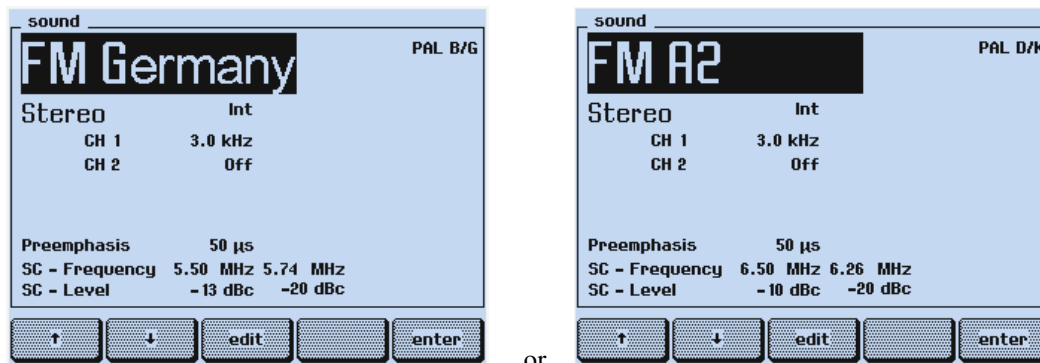 sound
FM Germany PAL B/G
Stereo Int
CH 1 3.0 kHz
CH 2 Off
Preemphasis 50 µs
SC - Frequency 5.50 MHz 5.74 MHz
SC - Level -13 dBc -20 dBc
↑ ↓ edit enter
or
sound
FM A2 PAL D/K
Stereo Int
CH 1 3.0 kHz
CH 2 Off
Preemphasis 50 µs
SC - Frequency 6.50 MHz 6.26 MHz
SC - Level -10 dBc -20 dBc
↑ ↓ edit enter